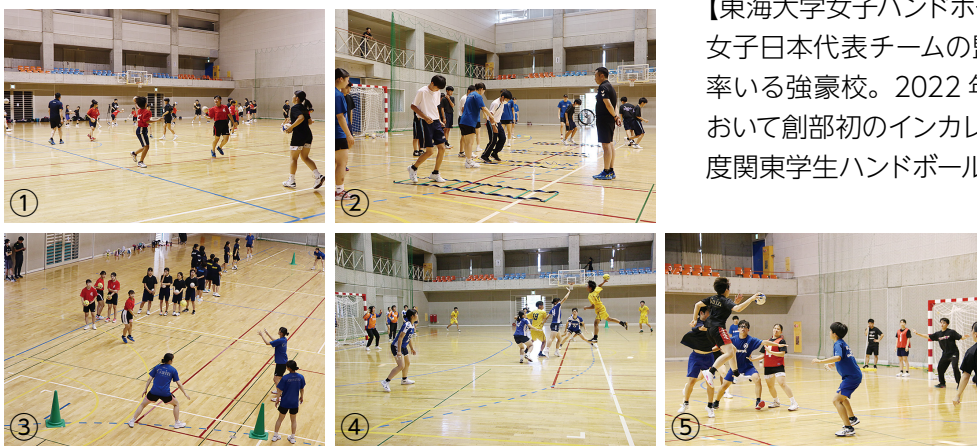 【東海大学女子ハンドボ
女子日本代表チームの
率いる強豪校。2022
おいて創部初のインカレ
度関東学生ハンドボール
①
②
③
④
⑤